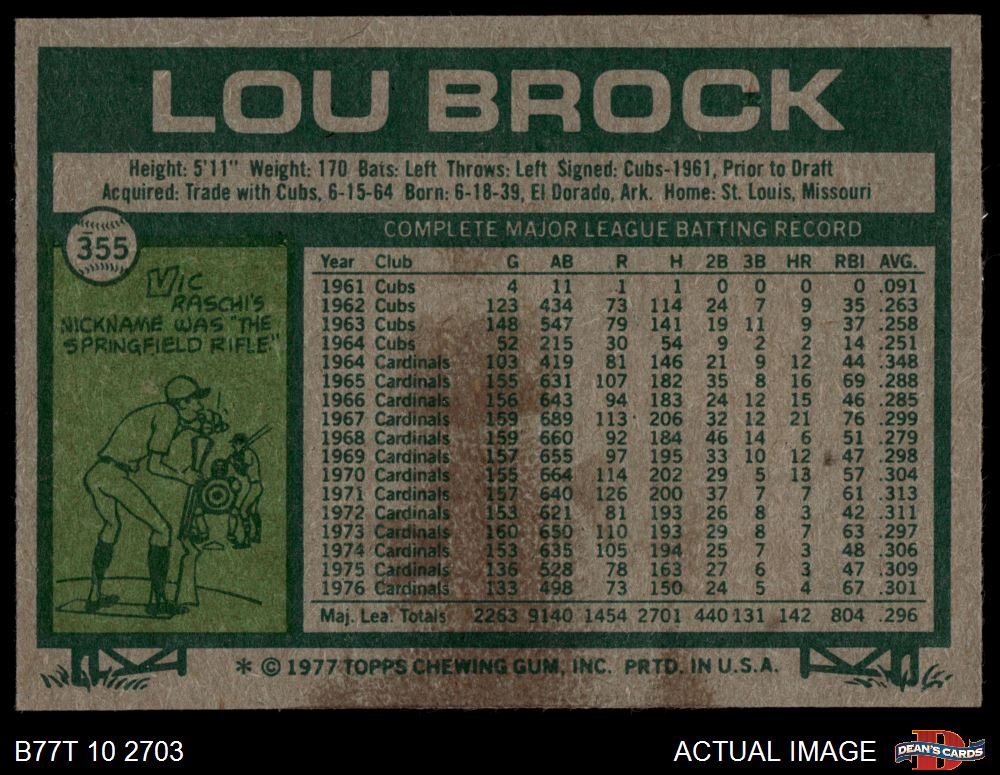 LOU BROCK
Height: 5'11" Weight: 170 Bats: Left Throws: Left Signed: Cubs-1961, Prior to Draft
Acquired: Trade with Cubs, 6-15-64 Born: 6-18-39, El Dorado, Ark. Home: St. Louis, Missouri
355
COMPLETE MAJOR LEAGUE BATTING RECORD
VIC
RASCHI'S
NICKNAME WAS "THE
SPRINGFIELD RIFLE"
Year Club G AB R H 2B 3B HR RBI AVG.
1961 Cubs 4 11 1 1 0 0 0 0 .091
1962 Cubs 123 434 73 114 24 7 9 35 .263
1963 Cubs 148 547 79 141 19 11 9 37 .258
1964 Cubs 52 215 30 54 9 2 2 14 .251
1964 Cardinals 103 419 81 146 21 9 12 44 .348
1965 Cardinals 155 631 107 182 35 8 16 69 .288
1966 Cardinals 156 643 94 183 24 12 15 46 .285
1967 Cardinals 159 689 113 206 32 12 21 76 .299
1968 Cardinals 159 660 92 184 46 14 6 51 .279
1969 Cardinals 157 655 97 195 33 10 12 47 .298
1970 Cardinals 155 664 114 202 29 5 13 57 .304
1971 Cardinals 157 640 126 200 37 7 7 61 .313
1972 Cardinals 153 621 81 193 26 8 3 42 .311
1973 Cardinals 160 650 110 193 29 8 7 63 .297
1974 Cardinals 153 635 105 194 25 7 3 48 .306
1975 Cardinals 136 528 78 163 27 6 3 47 .309
1976 Cardinals 133 498 73 150 24 5 4 67 .301
Maj. Lea. Totals 2263 9140 1454 2701 440 131 142 804 .296
* © 1977 TOPPS CHEWING GUM, INC. PRTD. IN U.S.A.
B77T 10 2703
ACTUAL IMAGE
DEAN'S CARDS